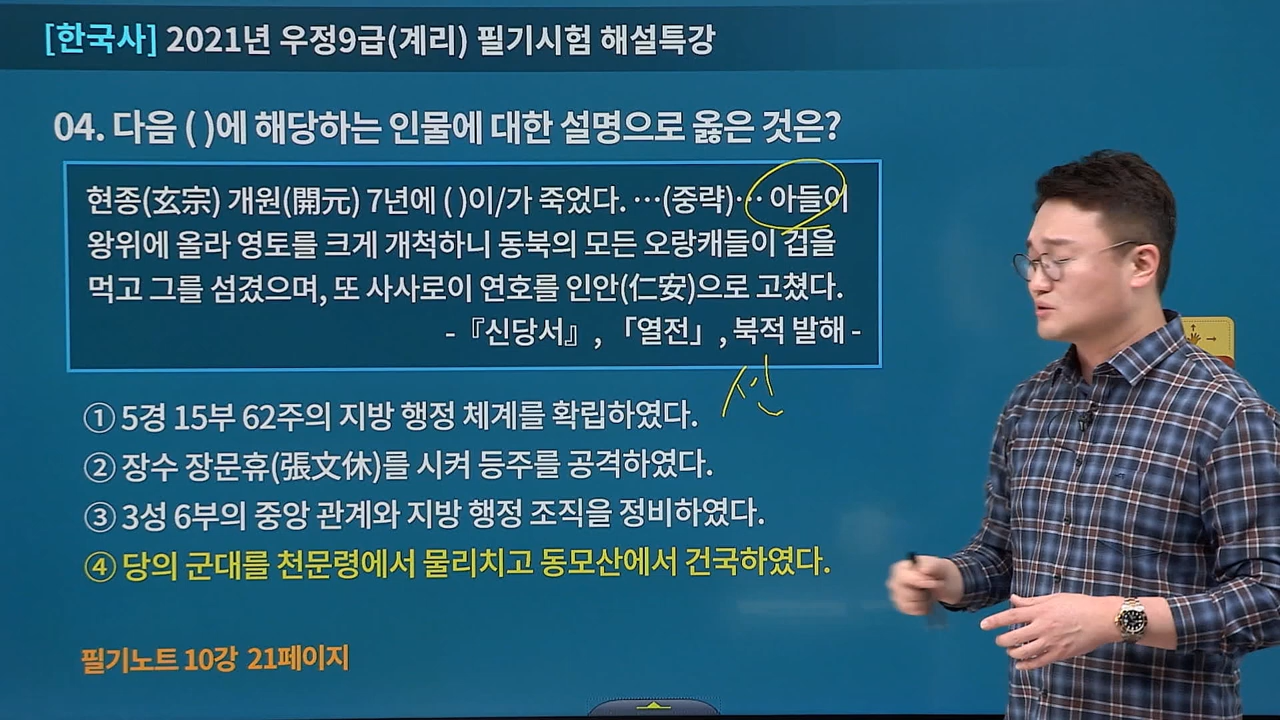 [한국사] 2021년 우정9급(계리) 필기시험 해설특강
04. 다음 ( )에 해당하는 인물에 대한 설명으로 옳은 것은?
현종(玄宗) 개원(開元) 7년에 ( )이/가 죽었다. …(중략)… 아들이
왕위에 올라 영토를 크게 개척하니 동북의 모든 오랑캐들이 겁을
먹고 그를 섬겼으며, 또 사사로이 연호를 인안(仁安)으로 고쳤다.
-『신당서』, 「열전」, 북적 발해 -
선
① 5경 15부 62주의 지방 행정 체계를 확립하였다.
② 장수 장문휴(張文休)를 시켜 등주를 공격하였다.
③ 3성 6부의 중앙 관계와 지방 행정 조직을 정비하였다.
④ 당의 군대를 천문령에서 물리치고 동모산에서 건국하였다.
필기노트 10강 21페이지